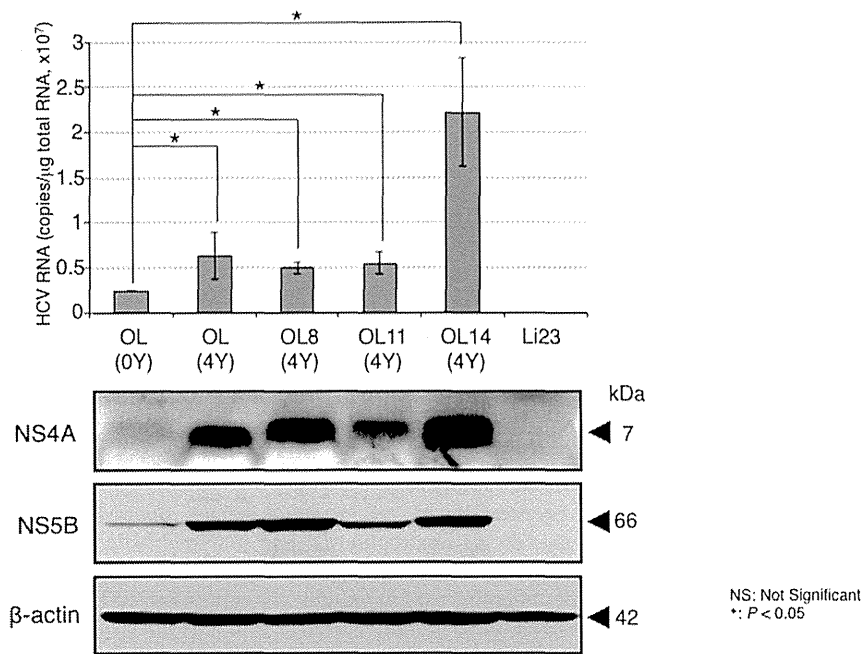 HCV RNA (copies/μg total RNA, x10⁷)
3
2.5
2
1.5
1
0.5
0
*
*
*
*
OL (0Y)
OL (4Y)
OL8 (4Y)
OL11 (4Y)
OL14 (4Y)
Li23
kDa
NS4A
7
NS5B
66
β-actin
42
NS: Not Significant
*: P < 0.05